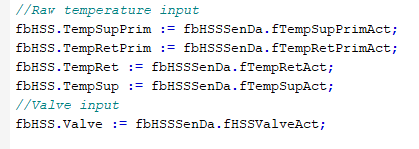 //Raw temperature input
fbHSS.TempSupPrim := fbHSSSenDa.fTempSupPrimAct;
fbHSS.TempRetPrim := fbHSSSenDa.fTempRetPrimAct;
fbHSS.TempRet := fbHSSSenDa.fTempRetAct;
fbHSS.TempSup := fbHSSSenDa.fTempSupAct;
//Valve input
fbHSS.Valve := fbHSSSenDa.fHSSValveAct;